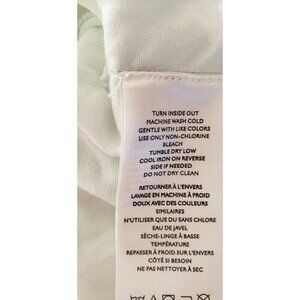 TURN INSIDE OUT
MACHINE WASH COLD
GENTLE WITH LIKE COLORS
USE ONLY NON-CHLORINE
BLEACH
TUMBLE DRY LOW
COOL IRON ON REVERSE
SIDE IF NEEDED
DO NOT DRY CLEAN
RETOURNER À L'ENVERS
LAVAGE EN MACHINE À FROID
DOUX AVEC DES COULEURS
SIMILAIRES
N'UTILISER QUE DU SANS CHLORE
EAU DE JAVEL
SÈCHE-LINGE À BASSE
TEMPÉRATURE
REPASSER À FROID SUR L'ENVERS
CÔTÉ SI BESOIN
NE PAS NETTOYER À SEC